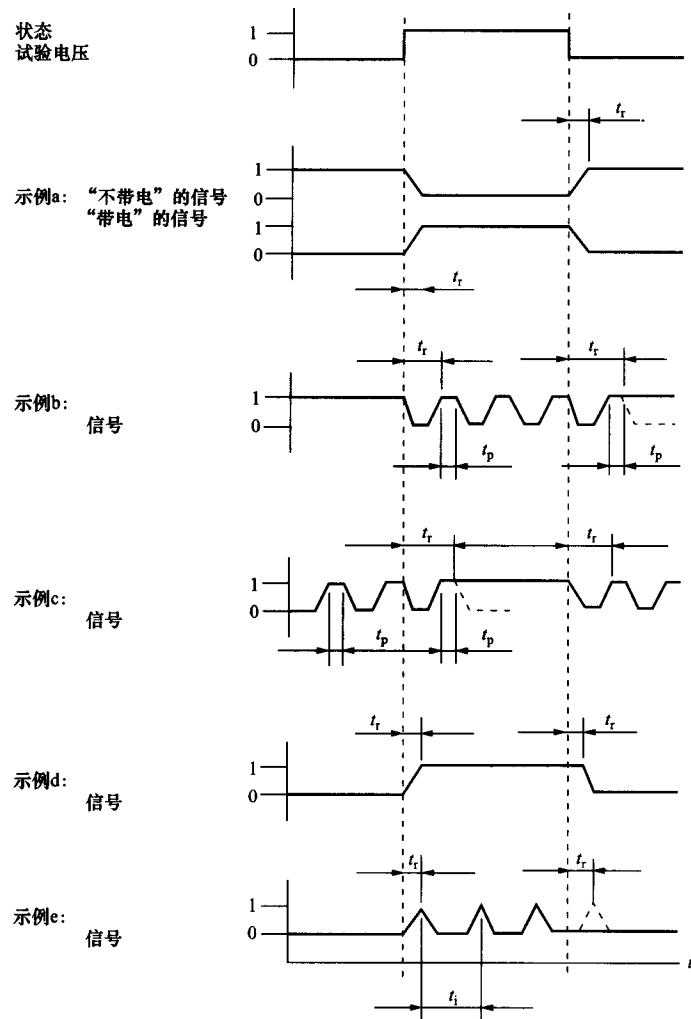 状态
试验电压
1
0
t_r
示例a: “不带电”的信号
“带电”的信号
1
0
1
0
t_r
t_r
t_r
示例b:
信号
1
0
t_p
t_p
t_r
t_r
示例c:
信号
1
0
t_p
t_p
t_r
t_r
示例d:
信号
1
0
t_r
t_r
示例e:
信号
1
0
t
t_i